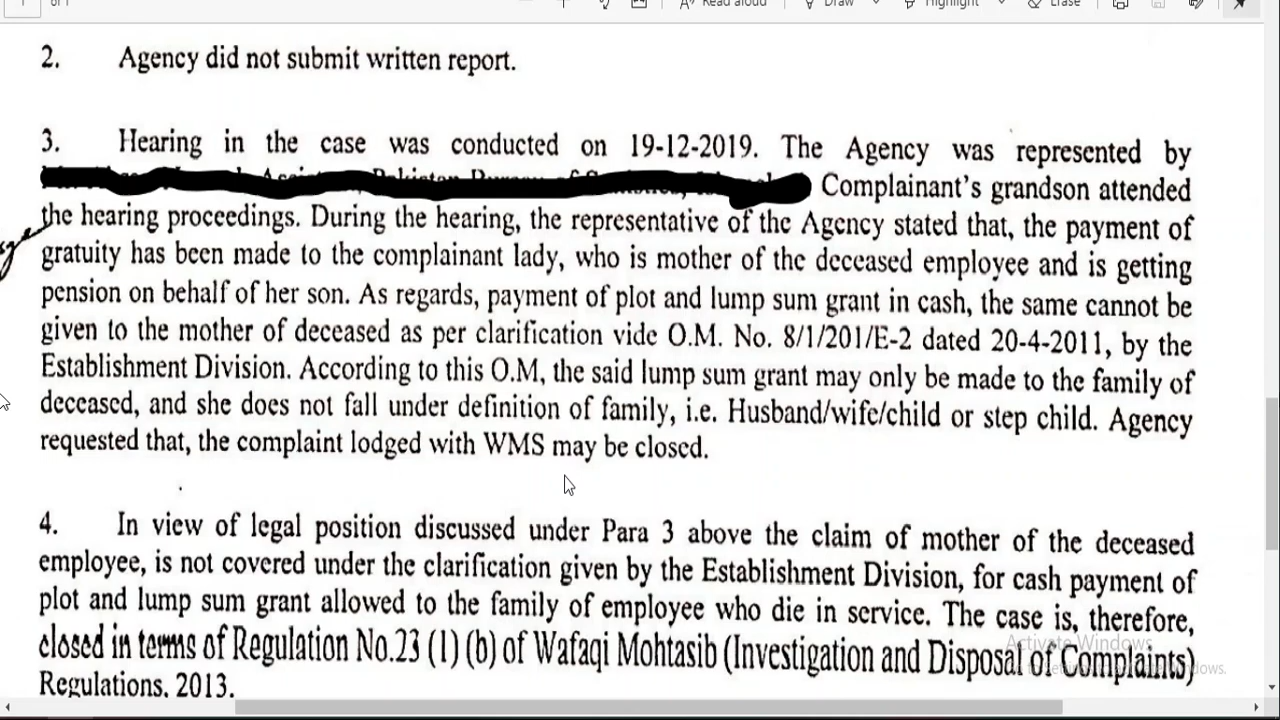 1 of 1 Read aloud Draw Highlight Erase
2. Agency did not submit written report.
3. Hearing in the case was conducted on 19-12-2019. The Agency was represented by
Complainant's grandson attended
the hearing proceedings. During the hearing, the representative of the Agency stated that, the payment of
gratuity has been made to the complainant lady, who is mother of the deceased employee and is getting
pension on behalf of her son. As regards, payment of plot and lump sum grant in cash, the same cannot be
given to the mother of deceased as per clarification vide O.M. No. 8/1/201/E-2 dated 20-4-2011, by the
Establishment Division. According to this O.M, the said lump sum grant may only be made to the family of
deceased, and she does not fall under definition of family, i.e. Husband/wife/child or step child. Agency
requested that, the complaint lodged with WMS may be closed.
4. In view of legal position discussed under Para 3 above the claim of mother of the deceased
employee, is not covered under the clarification given by the Establishment Division, for cash payment of
plot and lump sum grant allowed to the family of employee who die in service. The case is, therefore,
closed in terms of Regulation No.23 (1) (b) of Wafaqi Mohtasib (Investigation and Disposal of Complaints)
Regulations, 2013.
Activate Windows